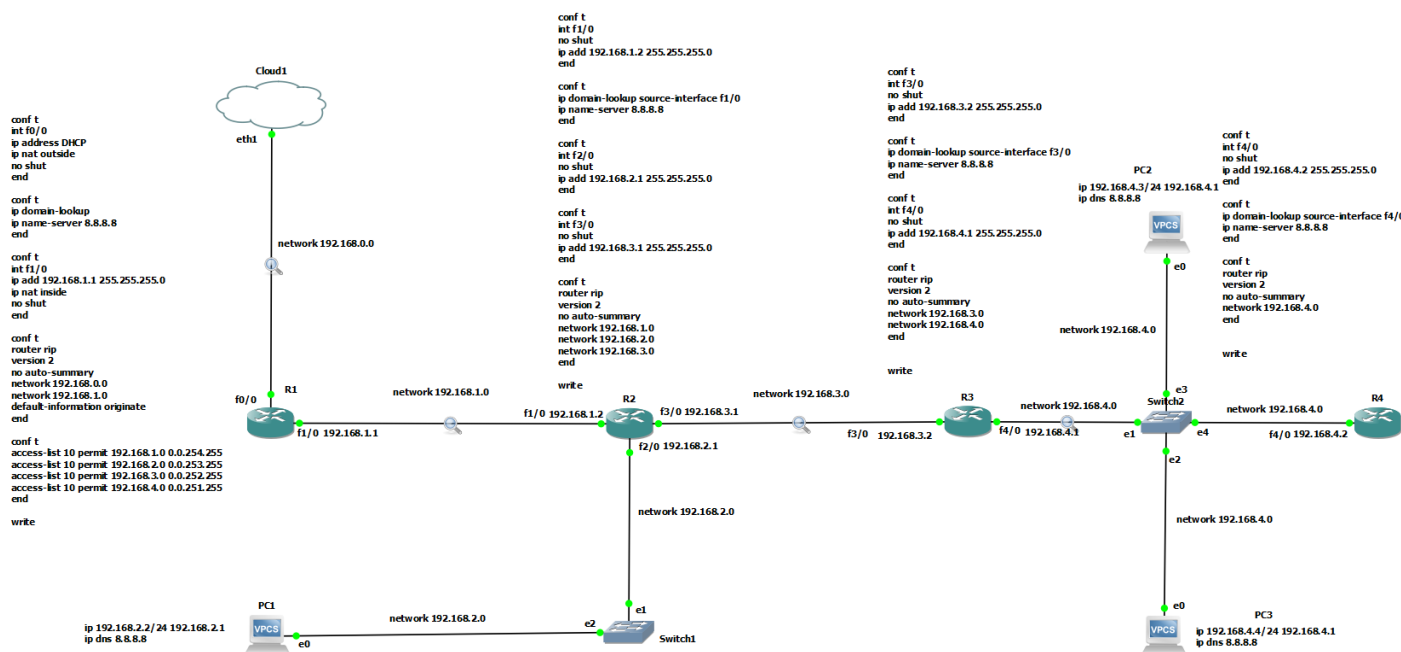 conf t
int f0/0
ip address DHCP
ip nat outside
no shut
end
conf t
ip domain-lookup
ip name-server 8.8.8.8
end
conf t
int f1/0
ip add 192.168.1.1 255.255.255.0
ip nat inside
no shut
end
conf t
router rip
version 2
no auto-summary
network 192.168.0.0
network 192.168.1.0
default-information originate
end
conf t
access-list 10 permit 192.168.1.0 0.0.254.255
access-list 10 permit 192.168.2.0 0.0.253.255
access-list 10 permit 192.168.3.0 0.0.252.255
access-list 10 permit 192.168.4.0 0.0.251.255
end
write
Cloud1
eth1
network 192.168.0.0
f0/0
R1
f1/0 192.168.1.1
network 192.168.1.0
conf t
int f1/0
no shut
ip add 192.168.1.2 255.255.255.0
end
conf t
ip domain-lookup source-interface f1/0
ip name-server 8.8.8.8
end
conf t
int f2/0
no shut
ip add 192.168.2.1 255.255.255.0
end
conf t
int f3/0
no shut
ip add 192.168.3.1 255.255.255.0
end
conf t
router rip
version 2
no auto-summary
network 192.168.1.0
network 192.168.2.0
network 192.168.3.0
end
write
f1/0 192.168.1.2
R2
f3/0 192.168.3.1
f2/0 192.168.2.1
network 192.168.3.0
network 192.168.2.0
conf t
int f3/0
no shut
ip add 192.168.3.2 255.255.255.0
end
conf t
ip domain-lookup source-interface f3/0
ip name-server 8.8.8.8
end
conf t
int f4/0
no shut
ip add 192.168.4.1 255.255.255.0
end
conf t
router rip
version 2
no auto-summary
network 192.168.3.0
network 192.168.4.0
end
write
f3/0 192.168.3.2
R3
f4/0 192.168.4.1
network 192.168.4.0
PC2
ip 192.168.4.3/24 192.168.4.1
ip dns 8.8.8.8
VPCS
e0
network 192.168.4.0
conf t
int f4/0
no shut
ip add 192.168.4.2 255.255.255.0
end
conf t
ip domain-lookup source-interface f4/0
ip name-server 8.8.8.8
end
conf t
router rip
version 2
no auto-summary
network 192.168.4.0
end
write
e3
Switch2
e1
e4
e2
network 192.168.4.0
R4
f4/0 192.168.4.2
network 192.168.4.0
e0
PC3
VPCS
ip 192.168.4.4/24 192.168.4.1
ip dns 8.8.8.8
PC1
ip 192.168.2.2/24 192.168.2.1
ip dns 8.8.8.8
VPCS
e0
network 192.168.2.0
e2
e1
Switch1